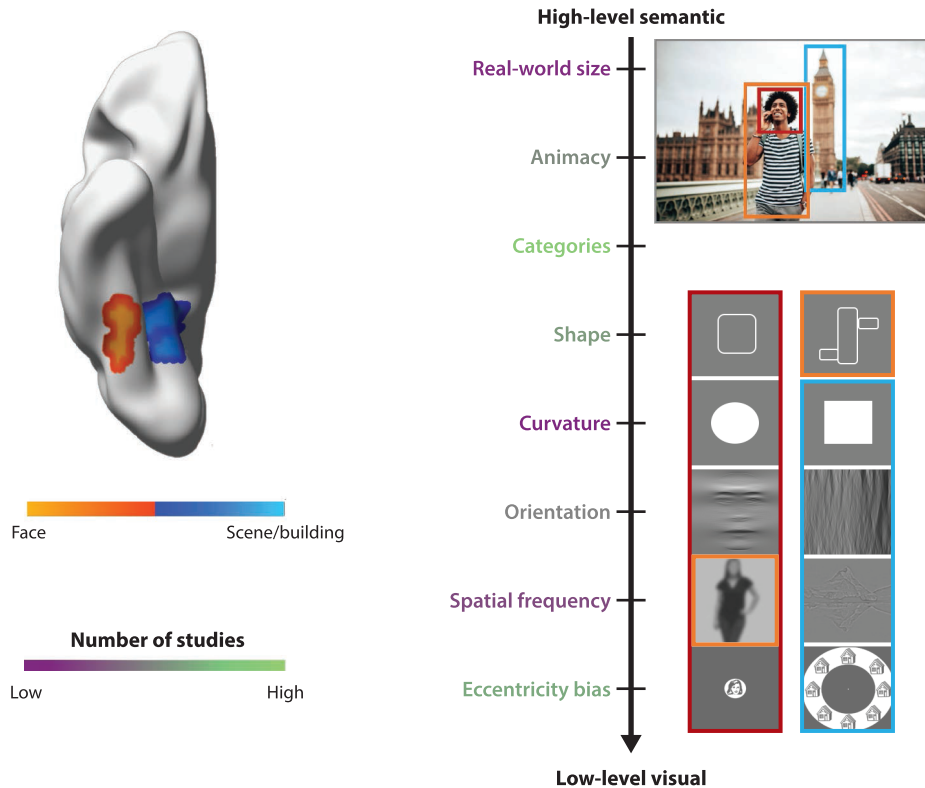 High-level semantic
Real-world size
Animacy
Categories
Shape
Curvature
Orientation
Spatial frequency
Eccentricity bias
Low-level visual
Face
Scene/building
Number of studies
Low
High